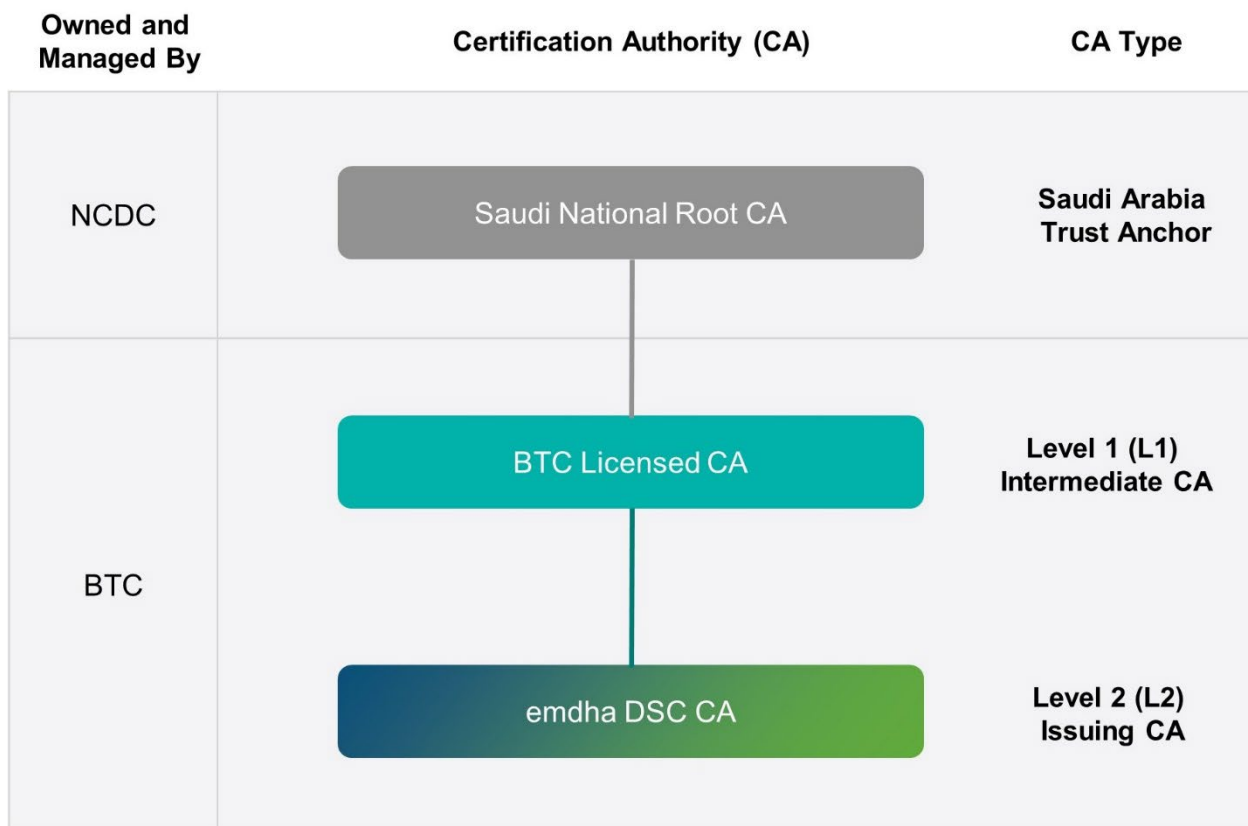 Owned and
Managed By
Certification Authority (CA)
CA Type
NCDC
Saudi National Root CA
Saudi Arabia
Trust Anchor
BTC Licensed CA
Level 1 (L1)
Intermediate CA
BTC
emdha DSC CA
Level 2 (L2)
Issuing CA